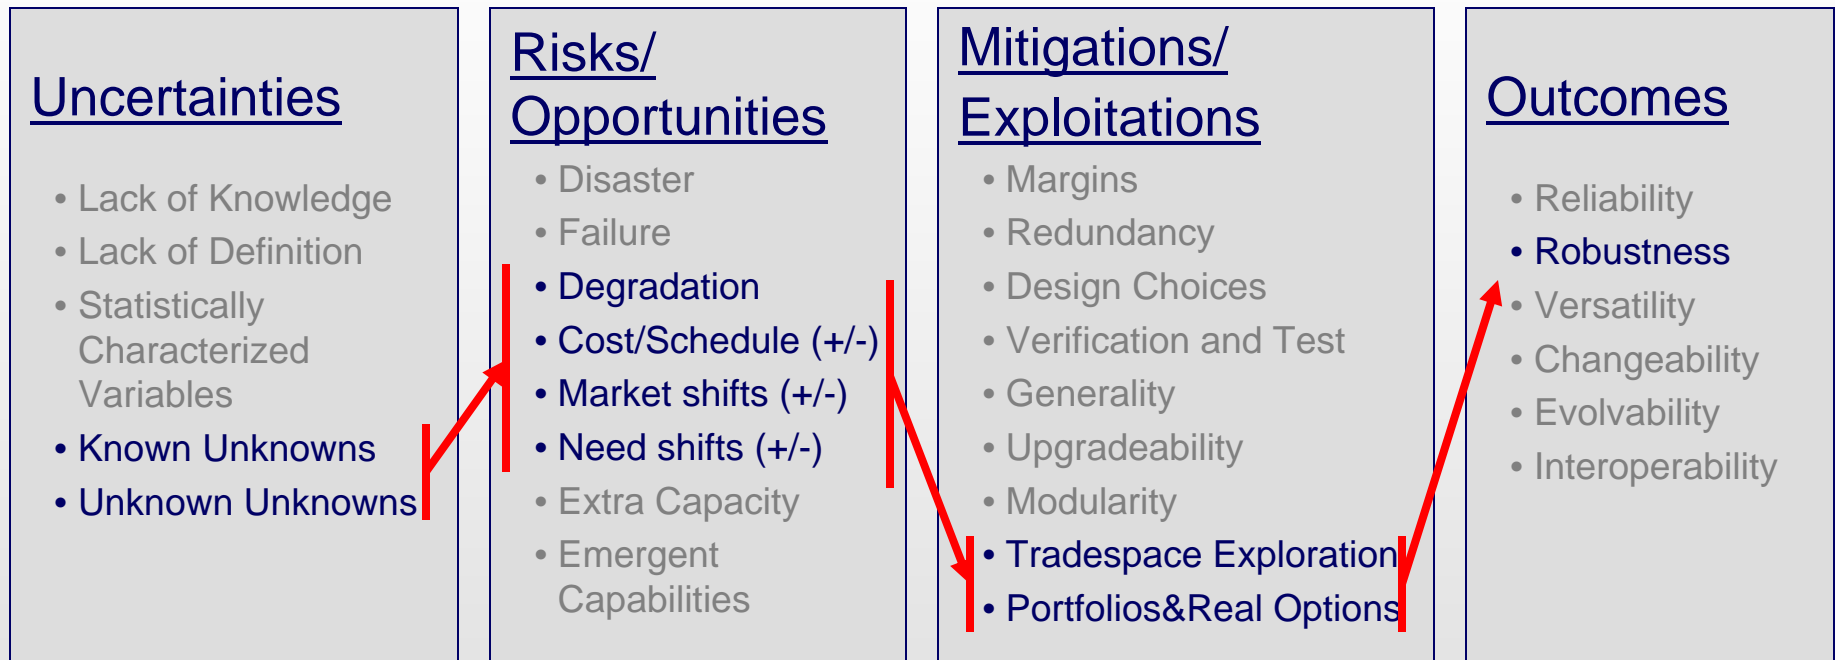 Uncertainties
• Lack of Knowledge
• Lack of Definition
• Statistically
Characterized
Variables
• Known Unknowns
• Unknown Unknowns
Risks/
Opportunities
• Disaster
• Failure
• Degradation
• Cost/Schedule (+/-)
• Market shifts (+/-)
• Need shifts (+/-)
• Extra Capacity
• Emergent
Capabilities
Mitigations/
Exploitations
• Margins
• Redundancy
• Design Choices
• Verification and Test
• Generality
• Upgradeability
• Modularity
• Tradespace Exploration
• Portfolios&Real Options
Outcomes
• Reliability
• Robustness
• Versatility
• Changeability
• Evolvability
• Interoperability